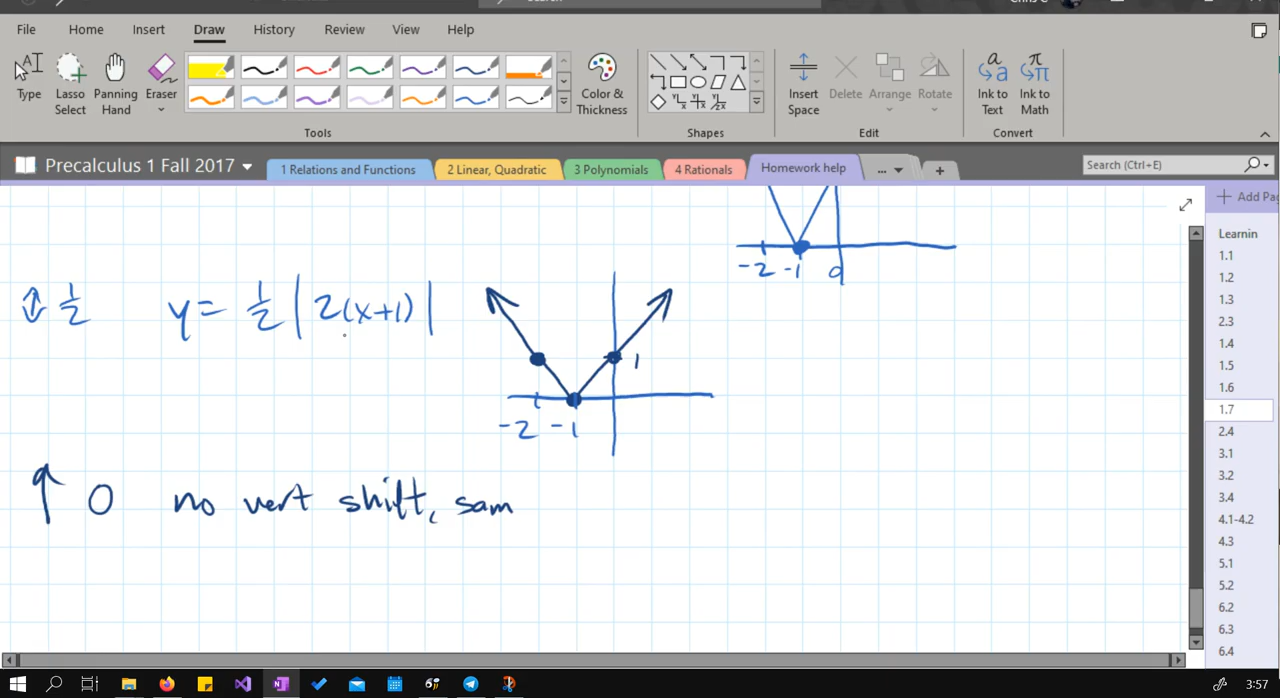 File Home Insert Draw History Review View Help
Type Lasso Select Panning Hand Eraser Color & Thickness Insert Space Delete Arrange Rotate Ink to Text Ink to Math
Tools Shapes Edit Convert
Precalculus 1 Fall 2017 1 Relations and Functions 2 Linear, Quadratic 3 Polynomials 4 Rationals Homework help ... + Search (Ctrl+E)
+ Add Pag
Learnin
1.1
1.2
1.3
2.3
1.4
1.5
1.6
1.7
2.4
3.1
3.2
3.4
4.1-4.2
4.3
5.1
5.2
6.2
6.3
6.4
-2 -1 0
↕ 1/2 y = 1/2 |2(x+1)|
1
-2 -1
↑ 0 no vert shift, sam
3:57